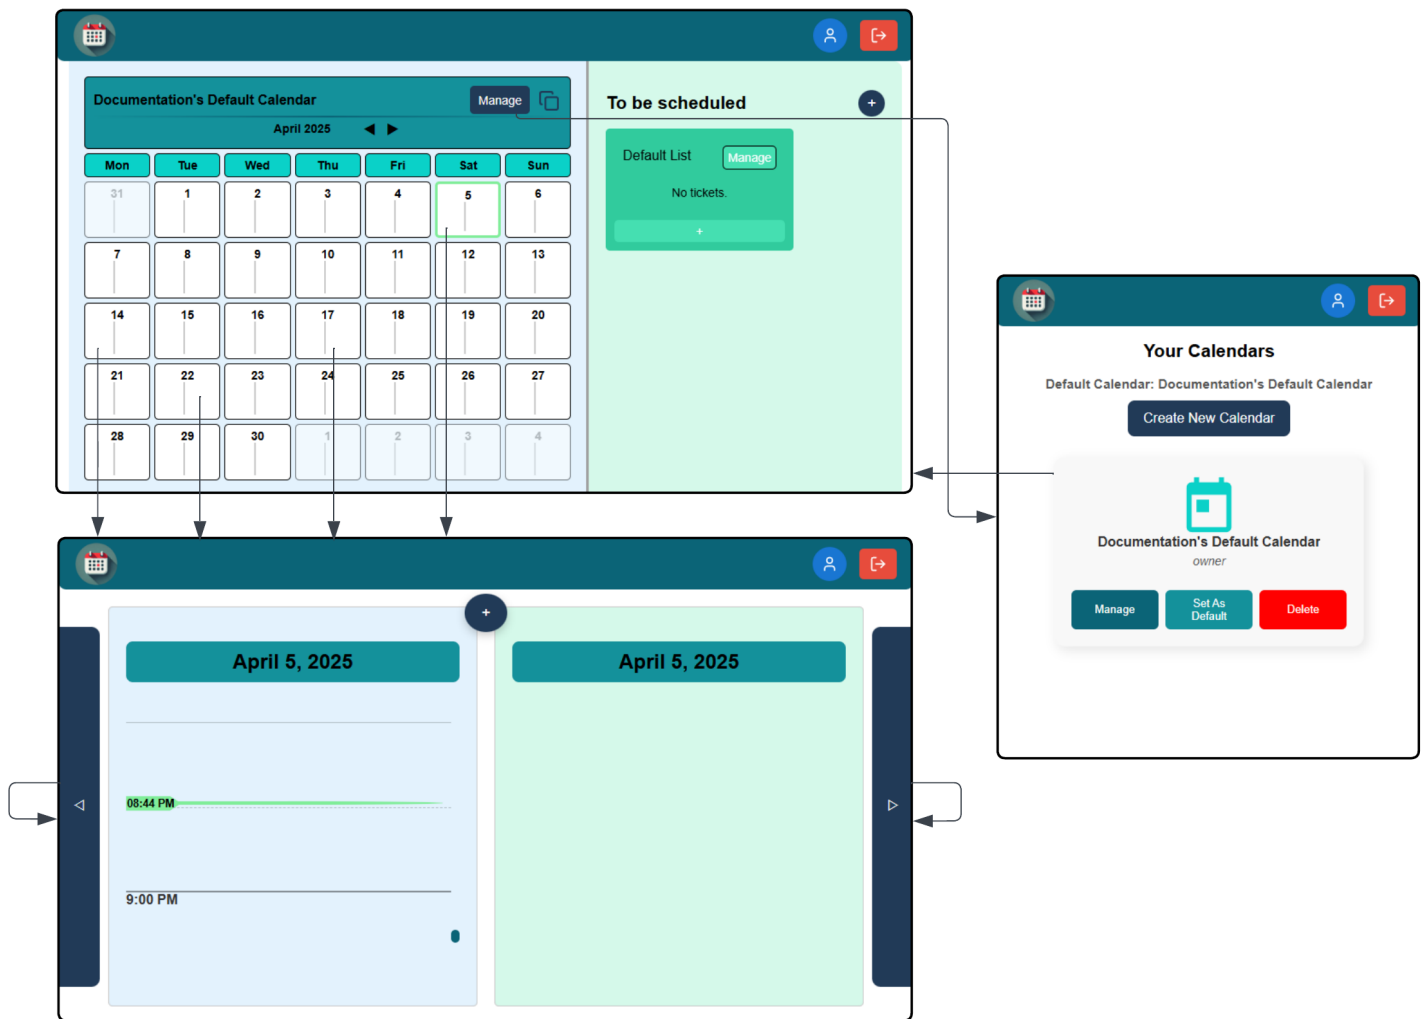 Documentation's Default Calendar
Manage
April 2025
Mon Tue Wed Thu Fri Sat Sun
31 1 2 3 4 5 6
7 8 9 10 11 12 13
14 15 16 17 18 19 20
21 22 23 24 25 26 27
28 29 30 1 2 3 4
To be scheduled
+
Default List
Manage
No tickets.
+
Your Calendars
Default Calendar: Documentation's Default Calendar
Create New Calendar
Documentation's Default Calendar
owner
Manage
Set As
Default
Delete
+
April 5, 2025
08:44 PM
9:00 PM
April 5, 2025